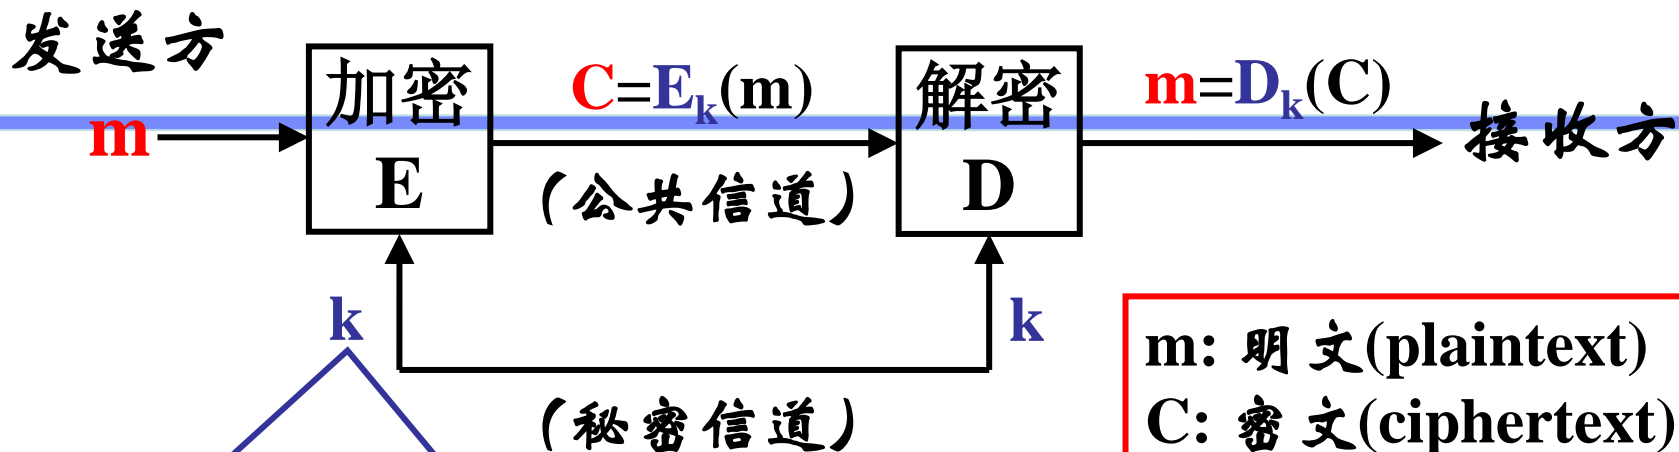 发送方
加密
C=Ek(m)
解密
m=Dk(C)
m
接收方
E
(公共信道)
D
k
k
m: 明文(plaintext)
(秘密信道)
C: 密文(ciphertext)